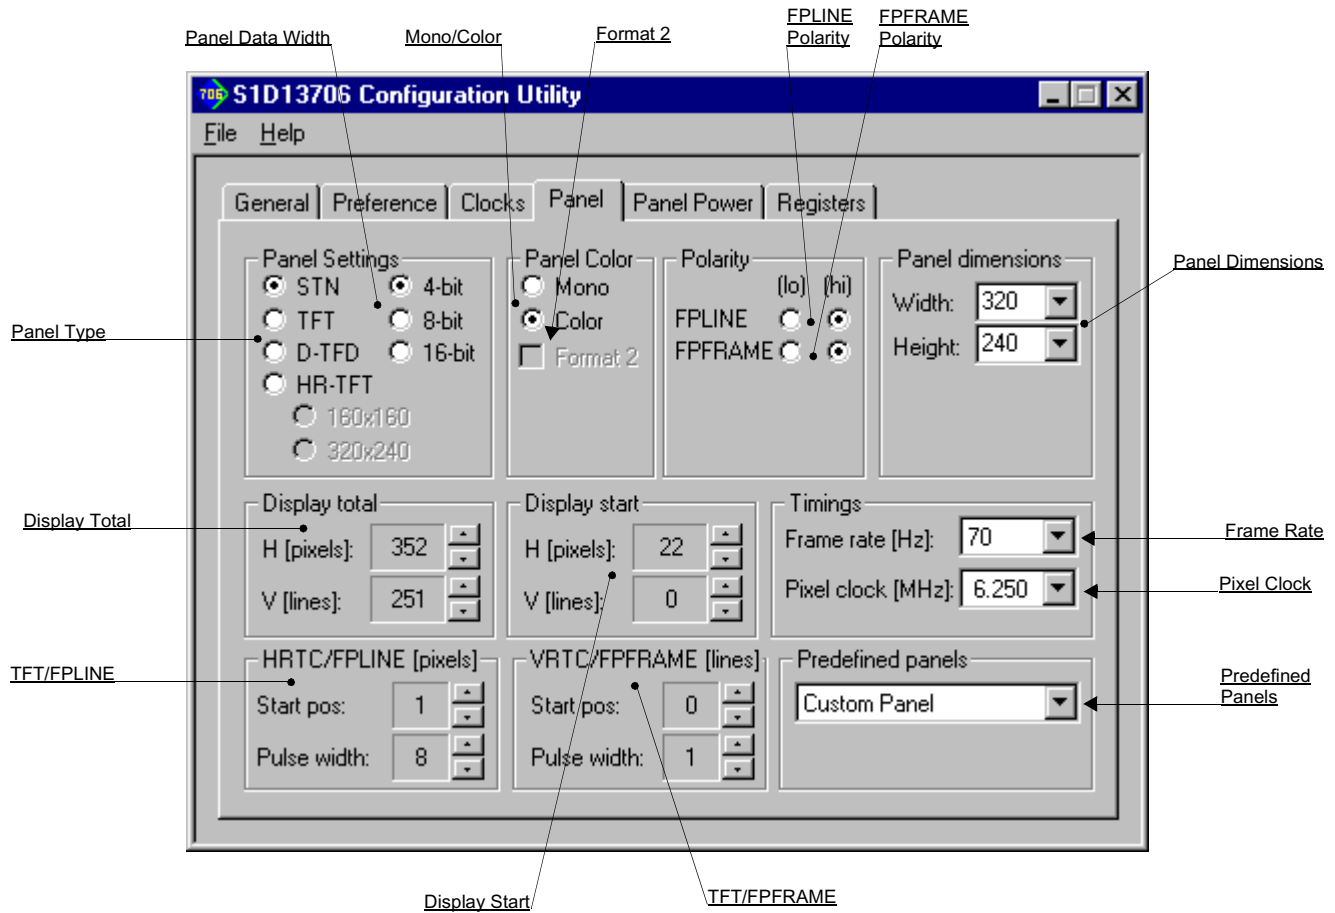 FPLINE Polarity
FPFRAME Polarity
Panel Data Width
Mono/Color
Format 2
706 S1D13706 Configuration Utility
File Help
General Preference Clocks Panel Panel Power Registers
Panel Settings
STN 4-bit
TFT 8-bit
D-TFD 16-bit
HR-TFT
160x160
320x240
Panel Color
Mono
Color
Format 2
Polarity
(lo) (hi)
FPLINE
FPFRAME
Panel dimensions
Width: 320
Height: 240
Panel Dimensions
Panel Type
Display total
H [pixels]: 352
V [lines]: 251
Display start
H [pixels]: 22
V [lines]: 0
Timings
Frame rate [Hz]: 70
Pixel clock [MHz]: 6.250
Display Total
Frame Rate
Pixel Clock
HRTC/FPLINE [pixels]
Start pos: 1
Pulse width: 8
VRTC/FPFRAME [lines]
Start pos: 0
Pulse width: 1
Predefined panels
Custom Panel
TFT/FPLINE
Predefined
Panels
Display Start
TFT/FPFRAME